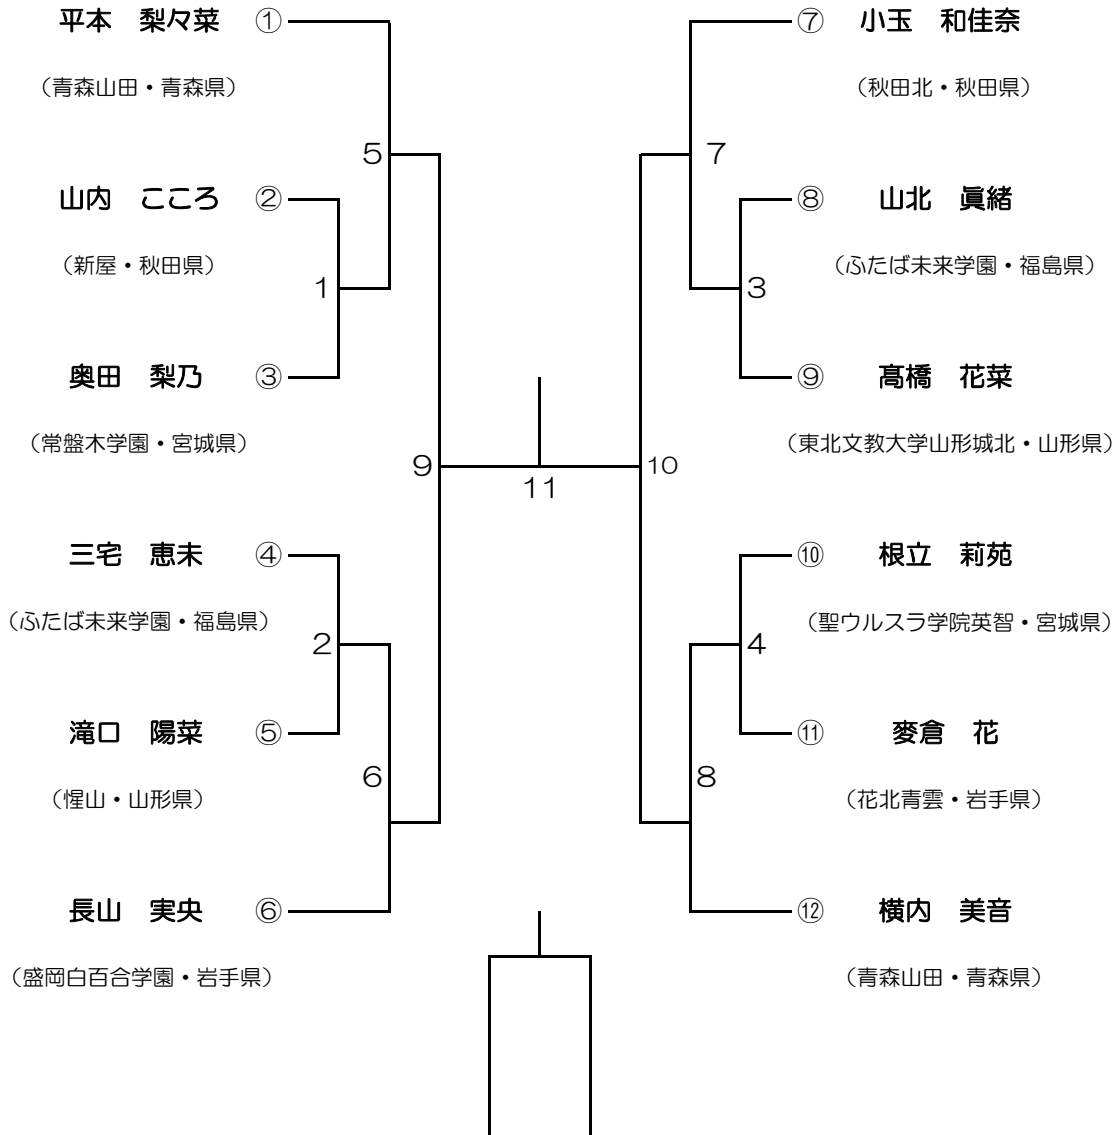 平本　梨々菜　①
（青森山田・青森県）
山内　こころ　②
（新屋・秋田県）
奥田　梨乃　③
（常盤木学園・宮城県）
三宅　恵未　④
（ふたば未来学園・福島県）
滝口　陽菜　⑤
（惺山・山形県）
長山　実央　⑥
（盛岡白百合学園・岩手県）
5
1
2
6
9
11
10
7
3
4
8
⑦　小玉　和佳奈
（秋田北・秋田県）
⑧　山北　眞緒
（ふたば未来学園・福島県）
⑨　髙橋　花菜
（東北文教大学山形城北・山形県）
⑩　根立　莉苑
（聖ウルスラ学院英智・宮城県）
⑪　麥倉　花
（花北青雲・岩手県）
⑫　横内　美音
（青森山田・青森県）